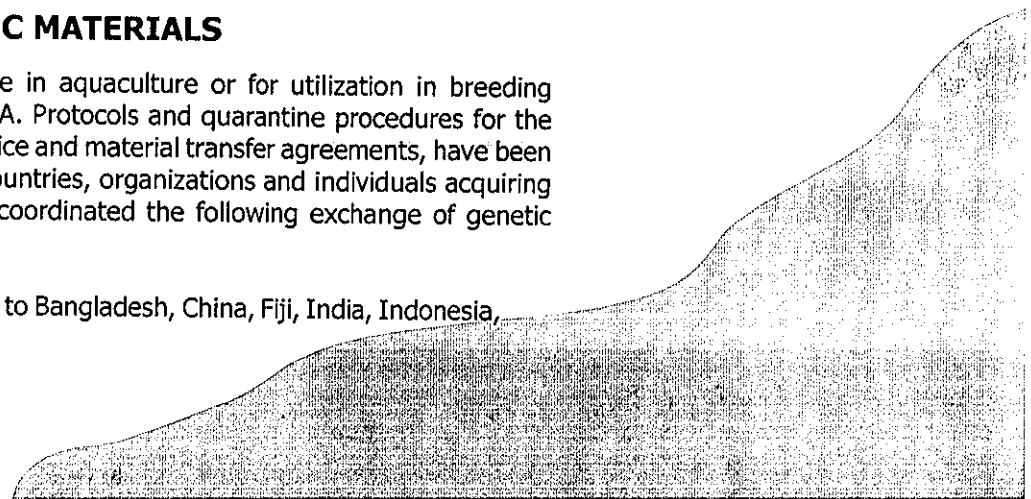 C MATERIALS
e in aquaculture or for utilization in breeding
A. Protocols and quarantine procedures for the
ice and material transfer agreements, have been
ountries, organizations and individuals acquiring
coordinated the following exchange of genetic
to Bangladesh, China, Fiji, India, Indonesia,